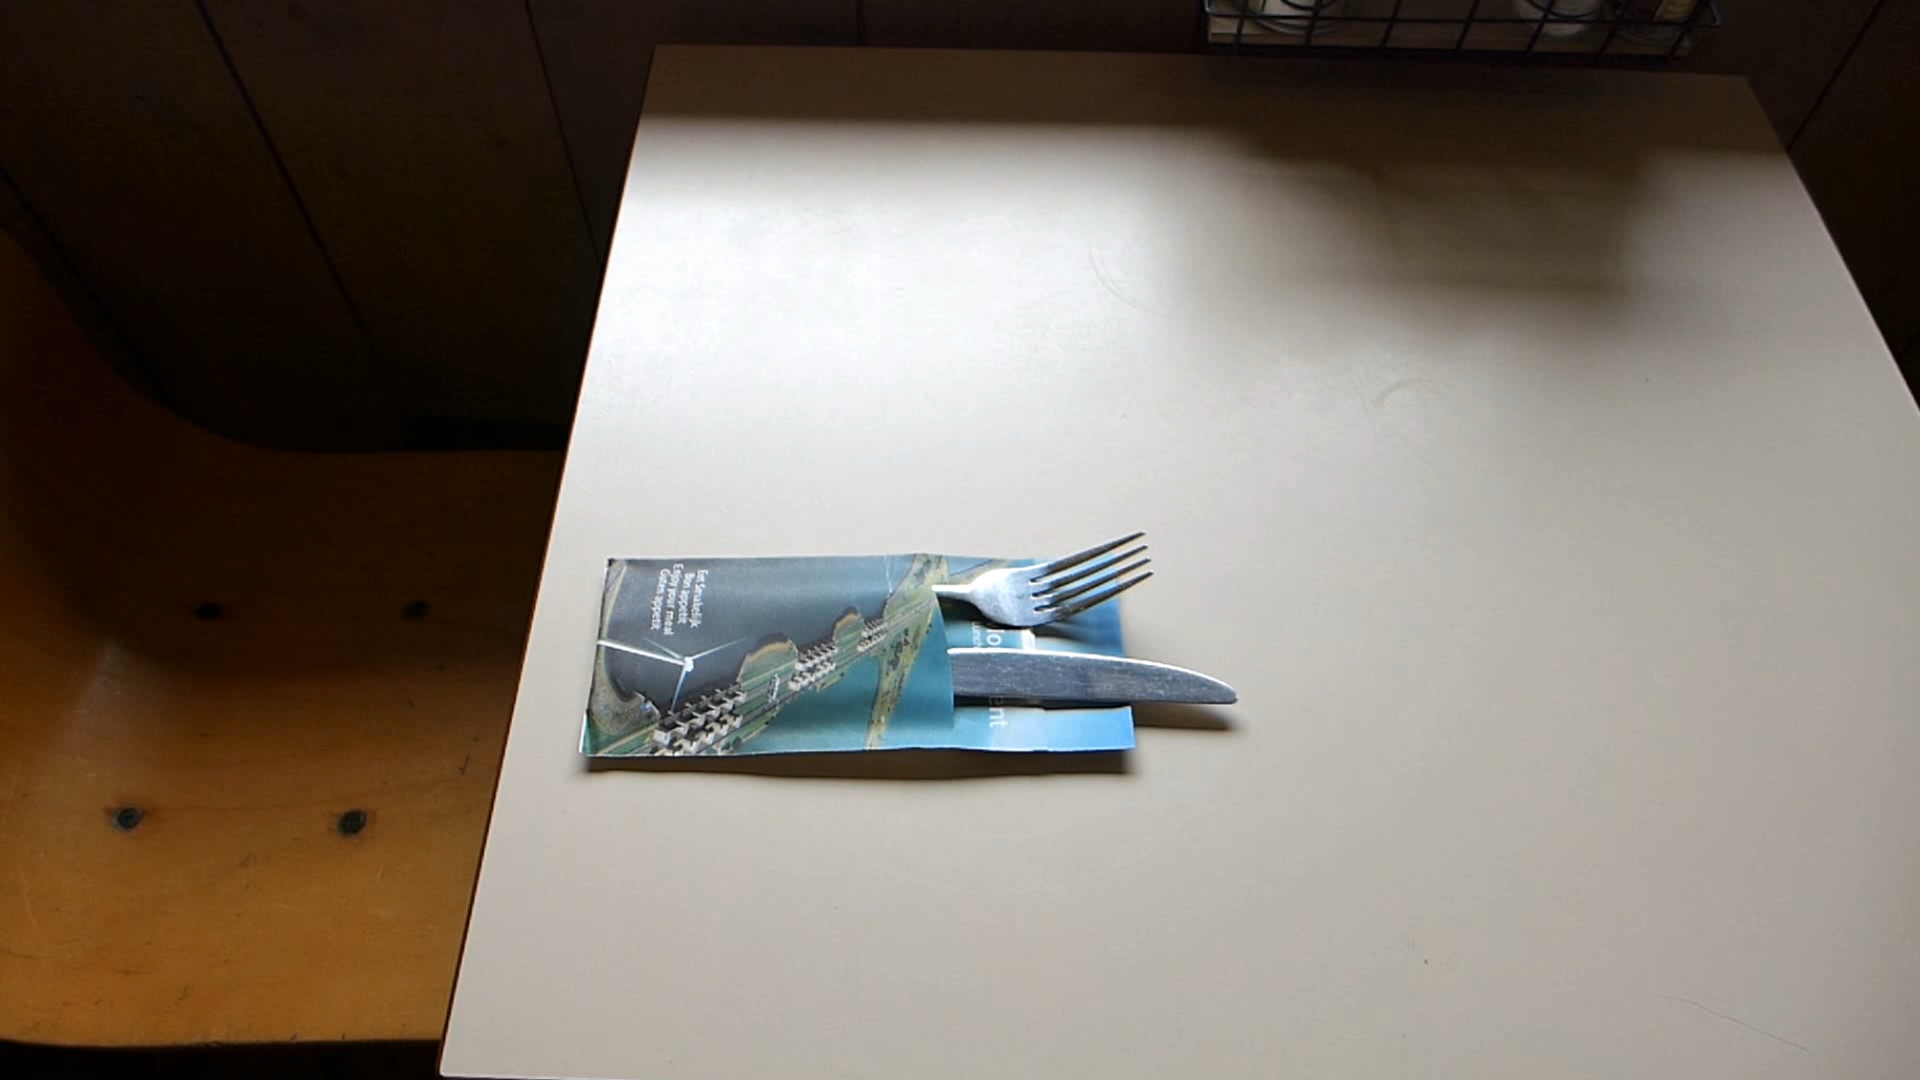 Eet Smakelijk
Bon appetit
Enjoy your meal
Guten appetit